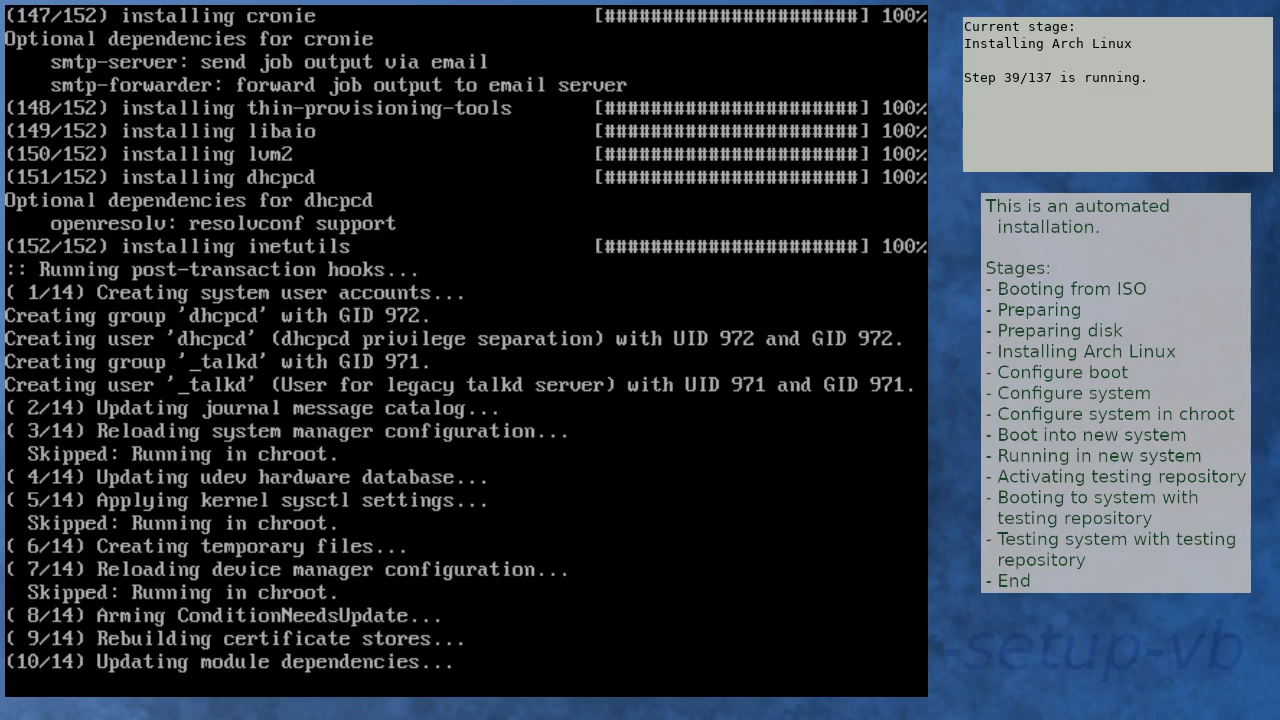 (147/152) installing cronie [######################] 100%
Optional dependencies for cronie
    smtp-server: send job output via email
    smtp-forwarder: forward job output to email server
(148/152) installing thin-provisioning-tools [######################] 100%
(149/152) installing libaio [######################] 100%
(150/152) installing lvm2 [######################] 100%
(151/152) installing dhcpcd [######################] 100%
Optional dependencies for dhcpcd
    openresolv: resolvconf support
(152/152) installing inetutils [######################] 100%
:: Running post-transaction hooks...
( 1/14) Creating system user accounts...
Creating group 'dhcpcd' with GID 972.
Creating user 'dhcpcd' (dhcpcd privilege separation) with UID 972 and GID 972.
Creating group '_talkd' with GID 971.
Creating user '_talkd' (User for legacy talkd server) with UID 971 and GID 971.
( 2/14) Updating journal message catalog...
( 3/14) Reloading system manager configuration...
  Skipped: Running in chroot.
( 4/14) Updating udev hardware database...
( 5/14) Applying kernel sysctl settings...
  Skipped: Running in chroot.
( 6/14) Creating temporary files...
( 7/14) Reloading device manager configuration...
  Skipped: Running in chroot.
( 8/14) Arming ConditionNeedsUpdate...
( 9/14) Rebuilding certificate stores...
(10/14) Updating module dependencies...
Current stage:
Installing Arch Linux
Step 39/137 is running.
This is an automated
installation.
Stages:
- Booting from ISO
- Preparing
- Preparing disk
- Installing Arch Linux
- Configure boot
- Configure system
- Configure system in chroot
- Boot into new system
- Running in new system
- Activating testing repository
- Booting to system with
testing repository
- Testing system with testing
repository
- End
-setup-vb